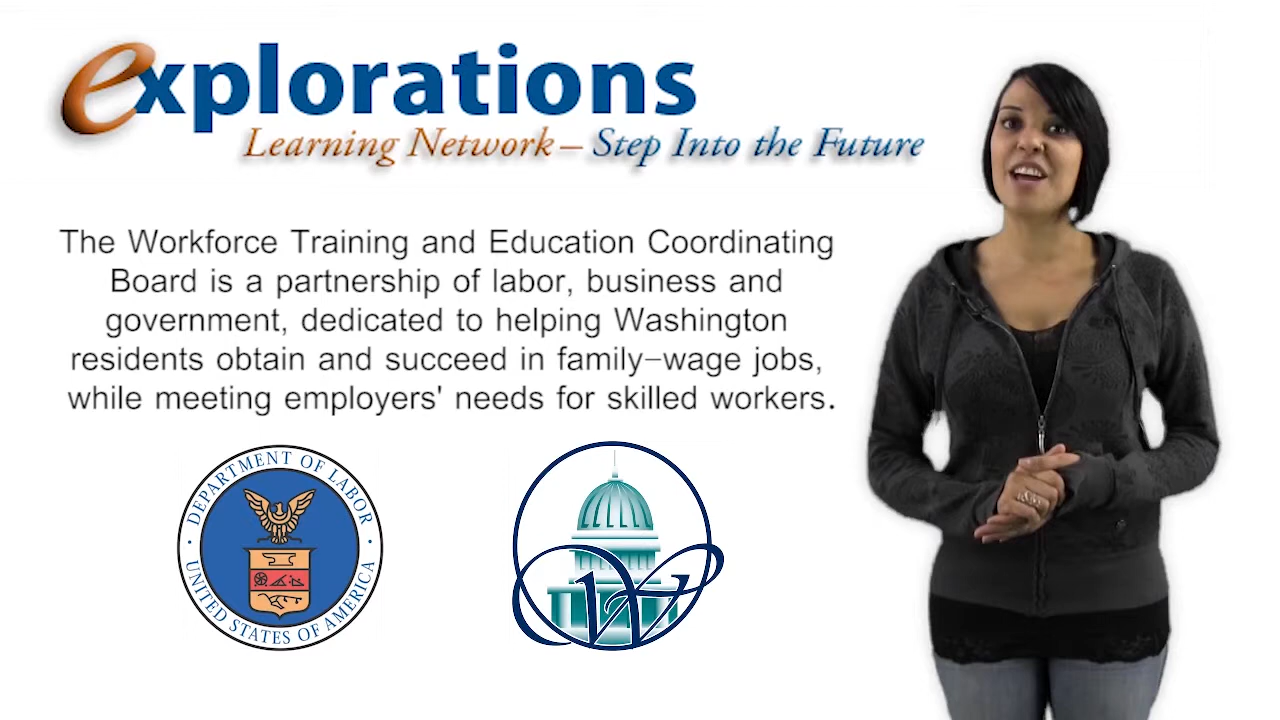 explorations
Learning Network – Step Into the Future
The Workforce Training and Education Coordinating
Board is a partnership of labor, business and
government, dedicated to helping Washington
residents obtain and succeed in family-wage jobs,
while meeting employers' needs for skilled workers.
DEPARTMENT OF LABOR
UNITED STATES OF AMERICA
W